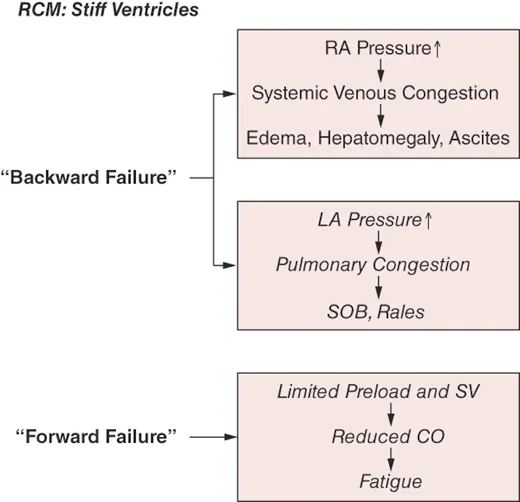 RCM: Stiff Ventricles
RA Pressure↑
Systemic Venous Congestion
Edema, Hepatomegaly, Ascites
“Backward Failure”
LA Pressure↑
Pulmonary Congestion
SOB, Rales
Limited Preload and SV
“Forward Failure”
Reduced CO
Fatigue